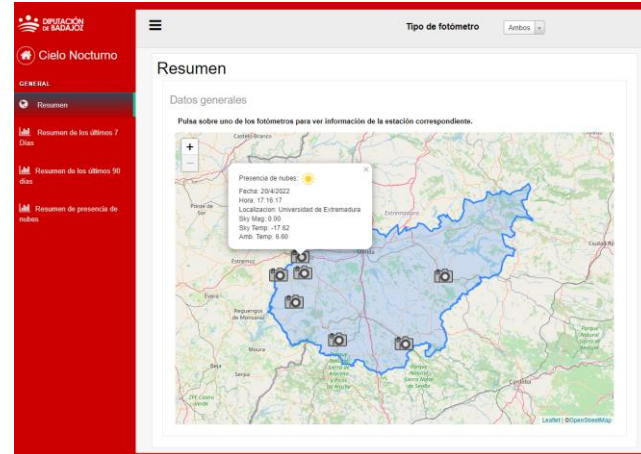 DIPUTACIÓN
DE BADAJOZ
Tipo de fotómetro
Ambos
Cielo Nocturno
Resumen
GENERAL
Resumen
Resumen de los últimos 7
Días
Resumen de los últimos 90
días
Resumen de presencia de
nubes
Datos generales
Pulsa sobre uno de los fotómetros para ver información de la estación correspondiente.
+
−
Castelo Branco
Presencia de nubes:
×
Fecha: 20/4/2022
Hora: 17:16:17
Localizacion: Universidad de Extremadura
Sky Mag: 0.00
Sky Temp: -17.62
Amb. Temp: 6.60
Extremadura
Ciudad Re
Mérida
Estremoz
Évora
Reguengos
de Monsaraz
Moura
Beja
Serpa
Córdoba
Parque
Natural
Leaflet | ©OpenStreetMap